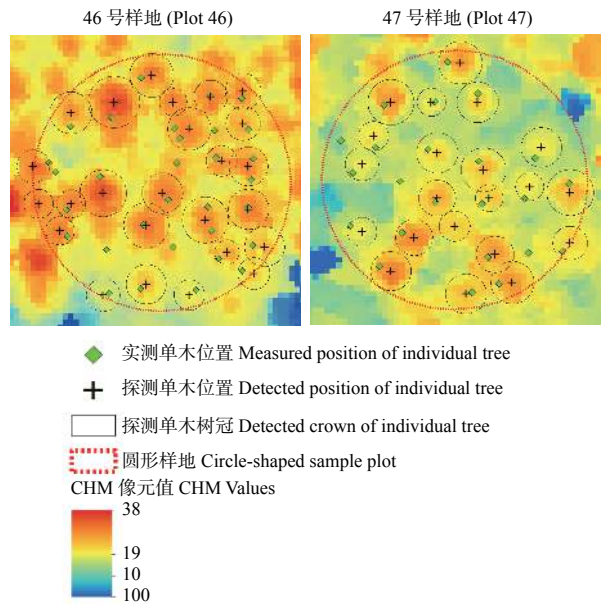 46 号样地 (Plot 46) 47 号样地 (Plot 47)
实测单木位置 Measured position of individual tree
探测单木位置 Detected position of individual tree
探测单木树冠 Detected crown of individual tree
圆形样地 Circle-shaped sample plot
CHM 像元值 CHM Values
38
19
10
100